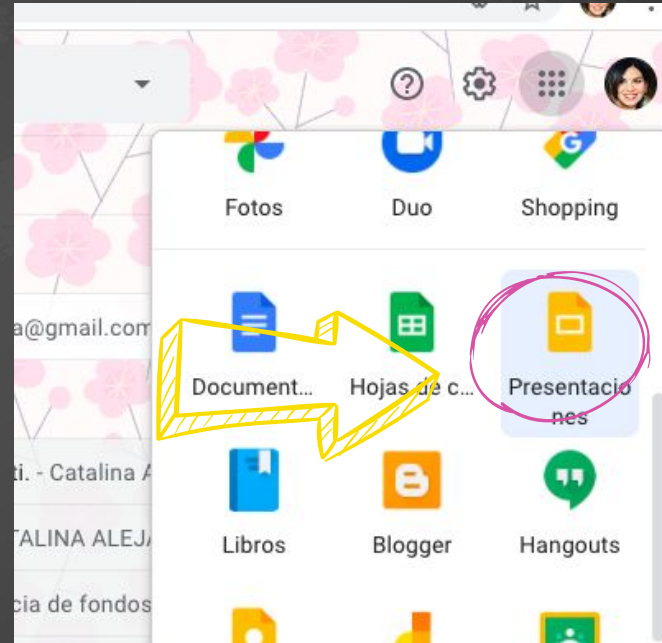 Fotos Duo Shopping
a@gmail.com
Document... Hojas de c... Presentacio
nes
ti. - Catalina A
Libros Blogger Hangouts
TALINA ALEJA
cia de fondos